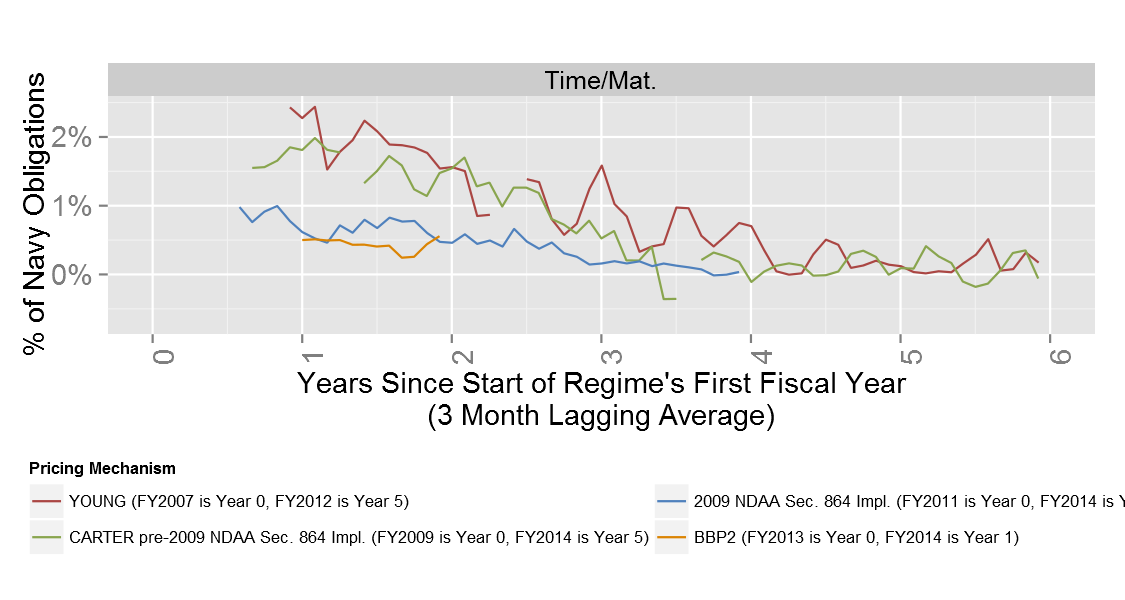 Time/Mat.
% of Navy Obligations
2%
1%
0%
0
1
2
3
4
5
6
Years Since Start of Regime's First Fiscal Year
(3 Month Lagging Average)
Pricing Mechanism
YOUNG (FY2007 is Year 0, FY2012 is Year 5)
2009 NDAA Sec. 864 Impl. (FY2011 is Year 0, FY2014 is Y
CARTER pre-2009 NDAA Sec. 864 Impl. (FY2009 is Year 0, FY2014 is Year 5)
BBP2 (FY2013 is Year 0, FY2014 is Year 1)